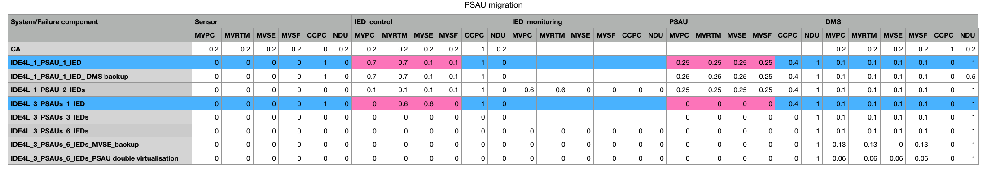 PSAU migration
System/Failure component Sensor IED_control IED_monitoring PSAU DMS
MVPC MVRTM MVSE MVSF CCPC NDU MVPC MVRTM MVSE MVSF CCPC NDU MVPC MVRTM MVSE MVSF CCPC NDU MVPC MVRTM MVSE MVSF CCPC NDU MVPC MVRTM MVSE MVSF CCPC NDU
CA 0.2 0.2 0.2 0.2 0 0.2 0.2 0.2 0.2 0.2 1 0.2 0.2 0.2 0.2 0.2 1 0.2
IDE4L_1_PSAU_1_IED 0 0 0 0 1 0 0.7 0.7 0.1 0.1 1 0 0.25 0.25 0.25 0.25 0.4 1 0.1 0.1 0.1 0.1 0 1
IDE4L_1_PSAU_1_IED_ DMS backup 0 0 0 0 1 0 0.7 0.7 0.1 0.1 1 0 0.25 0.25 0.25 0.25 0.4 1 0.1 0.1 0.1 0.1 0 0.5
IDE4L_1_PSAU_2_IEDs 0 0 0 0 0 0 0.1 0.1 0.1 0.1 1 0 0.6 0.6 0 0 0 0 0.25 0.25 0.25 0.25 0.4 1 0.1 0.1 0.1 0.1 0 1
IDE4L_3_PSAUs_1_IED 0 0 0 0 1 0 0 0.6 0.6 0 1 0 0 0 0 0 0.4 1 0.1 0.1 0.1 0.1 0 1
IDE4L_3_PSAUs_3_IEDs 0 0 0 0 0 0 0 0 0 0 0 0 0 0 0 0 0 1 0.1 0.1 0.1 0.1 0 1
IDE4L_3_PSAUs_6_IEDs 0 0 0 0 0 0 0 0 0 0 0 0 0 0 0 0 0 0 0 0 0 0 0 1 0.1 0.1 0.1 0.1 0 1
IDE4L_3_PSAUs_6_IEDs_MVSE_backup 0 0 0 0 0 0 0 0 0 0 0 0 0 0 0 0 0 0 0 0 0 0 0 1 0.13 0.13 0 0.13 0 1
IDE4L_3_PSAUs_6_IEDs_PSAU double virtualisation 0 0 0 0 0 0 0 0 0 0 0 0 0 0 0 0 0 0 0 0 0 0 0 1 0.06 0.06 0.06 0.06 0 1